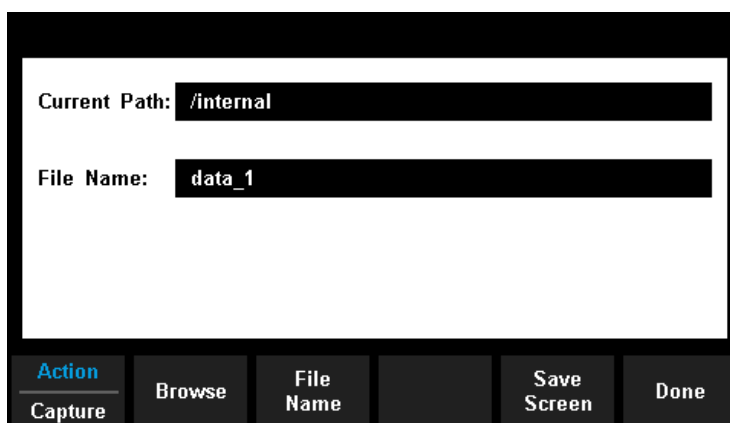 Current Path: /internal
File Name: data_1
Action
Capture
Browse
File
Name
Save
Screen
Done